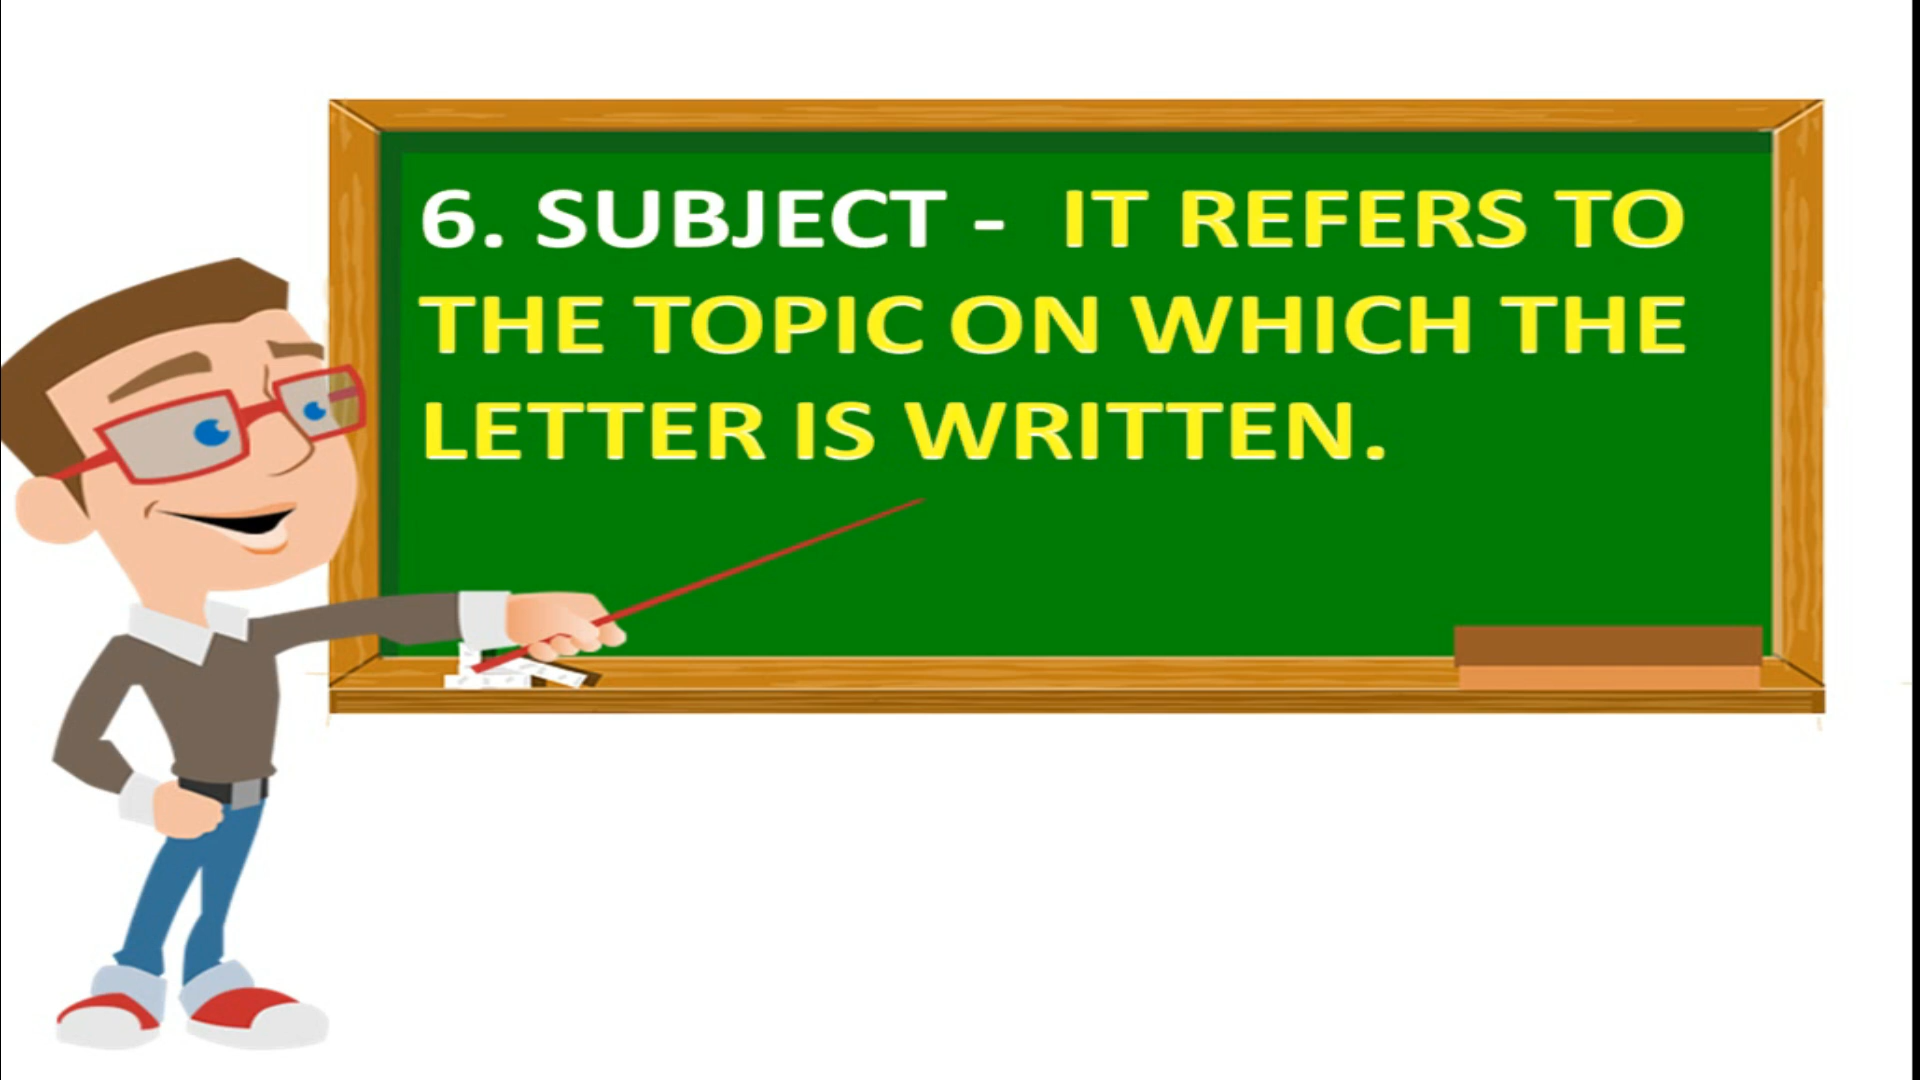 6. SUBJECT - IT REFERS TO
THE TOPIC ON WHICH THE
LETTER IS WRITTEN.